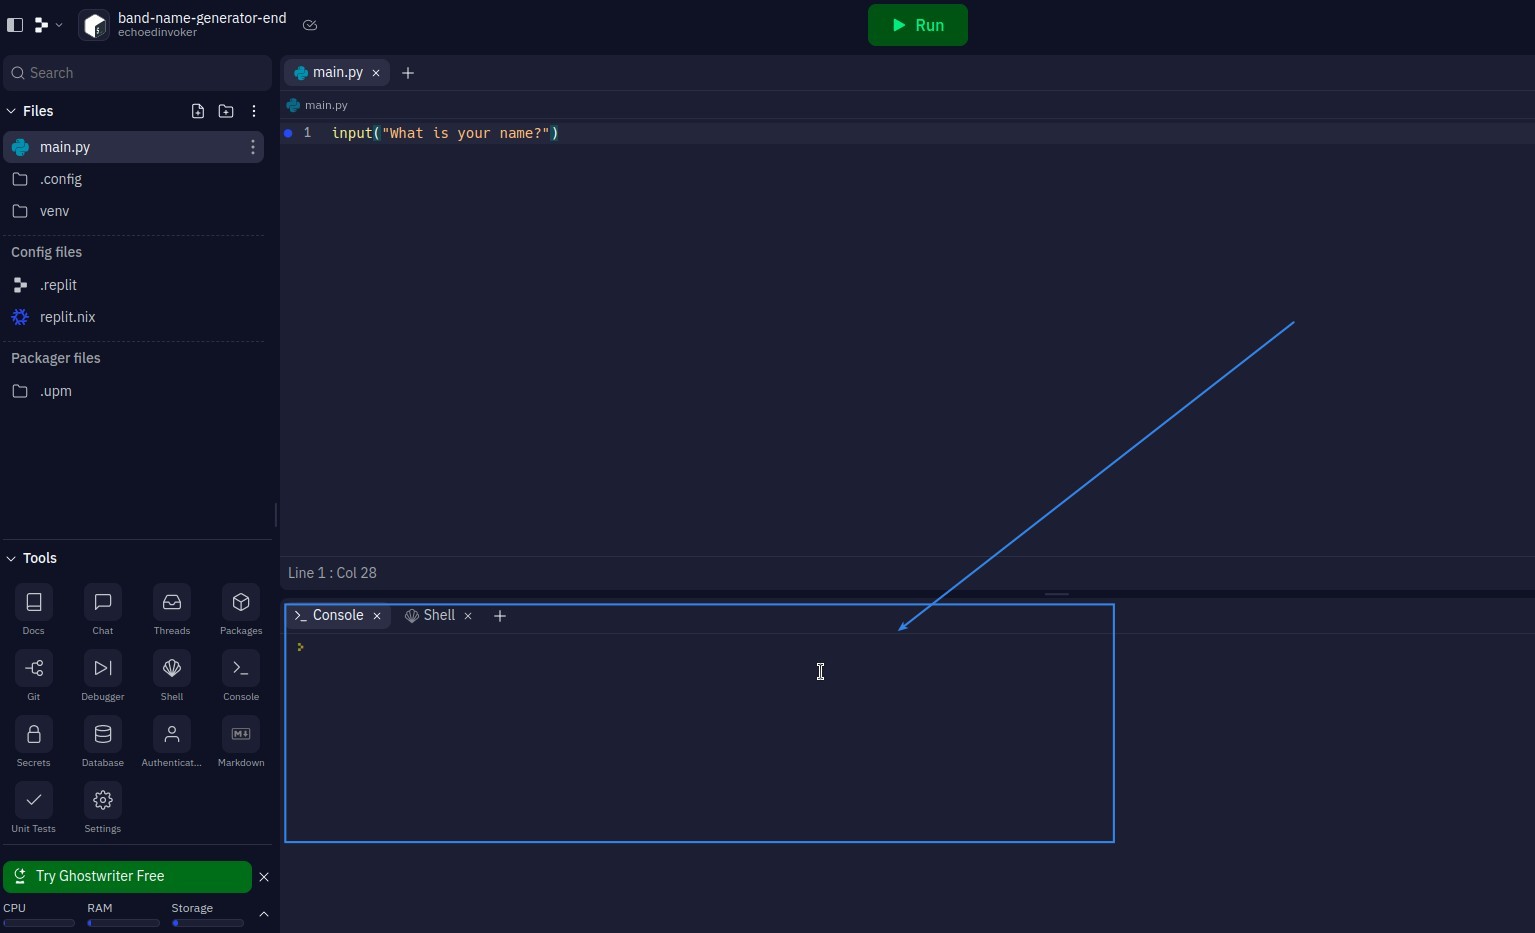 band-name-generator-end
echoedinvoker
Run
Search
Files
main.py
.config
venv
Config files
.replit
replit.nix
Packager files
.upm
Tools
Docs Chat Threads Packages
Git Debugger Shell Console
Secrets Database Authenticat... Markdown
Unit Tests Settings
Try Ghostwriter Free
CPU RAM Storage
main.py
main.py
1 input("What is your name?")
Line 1 : Col 28
Console Shell